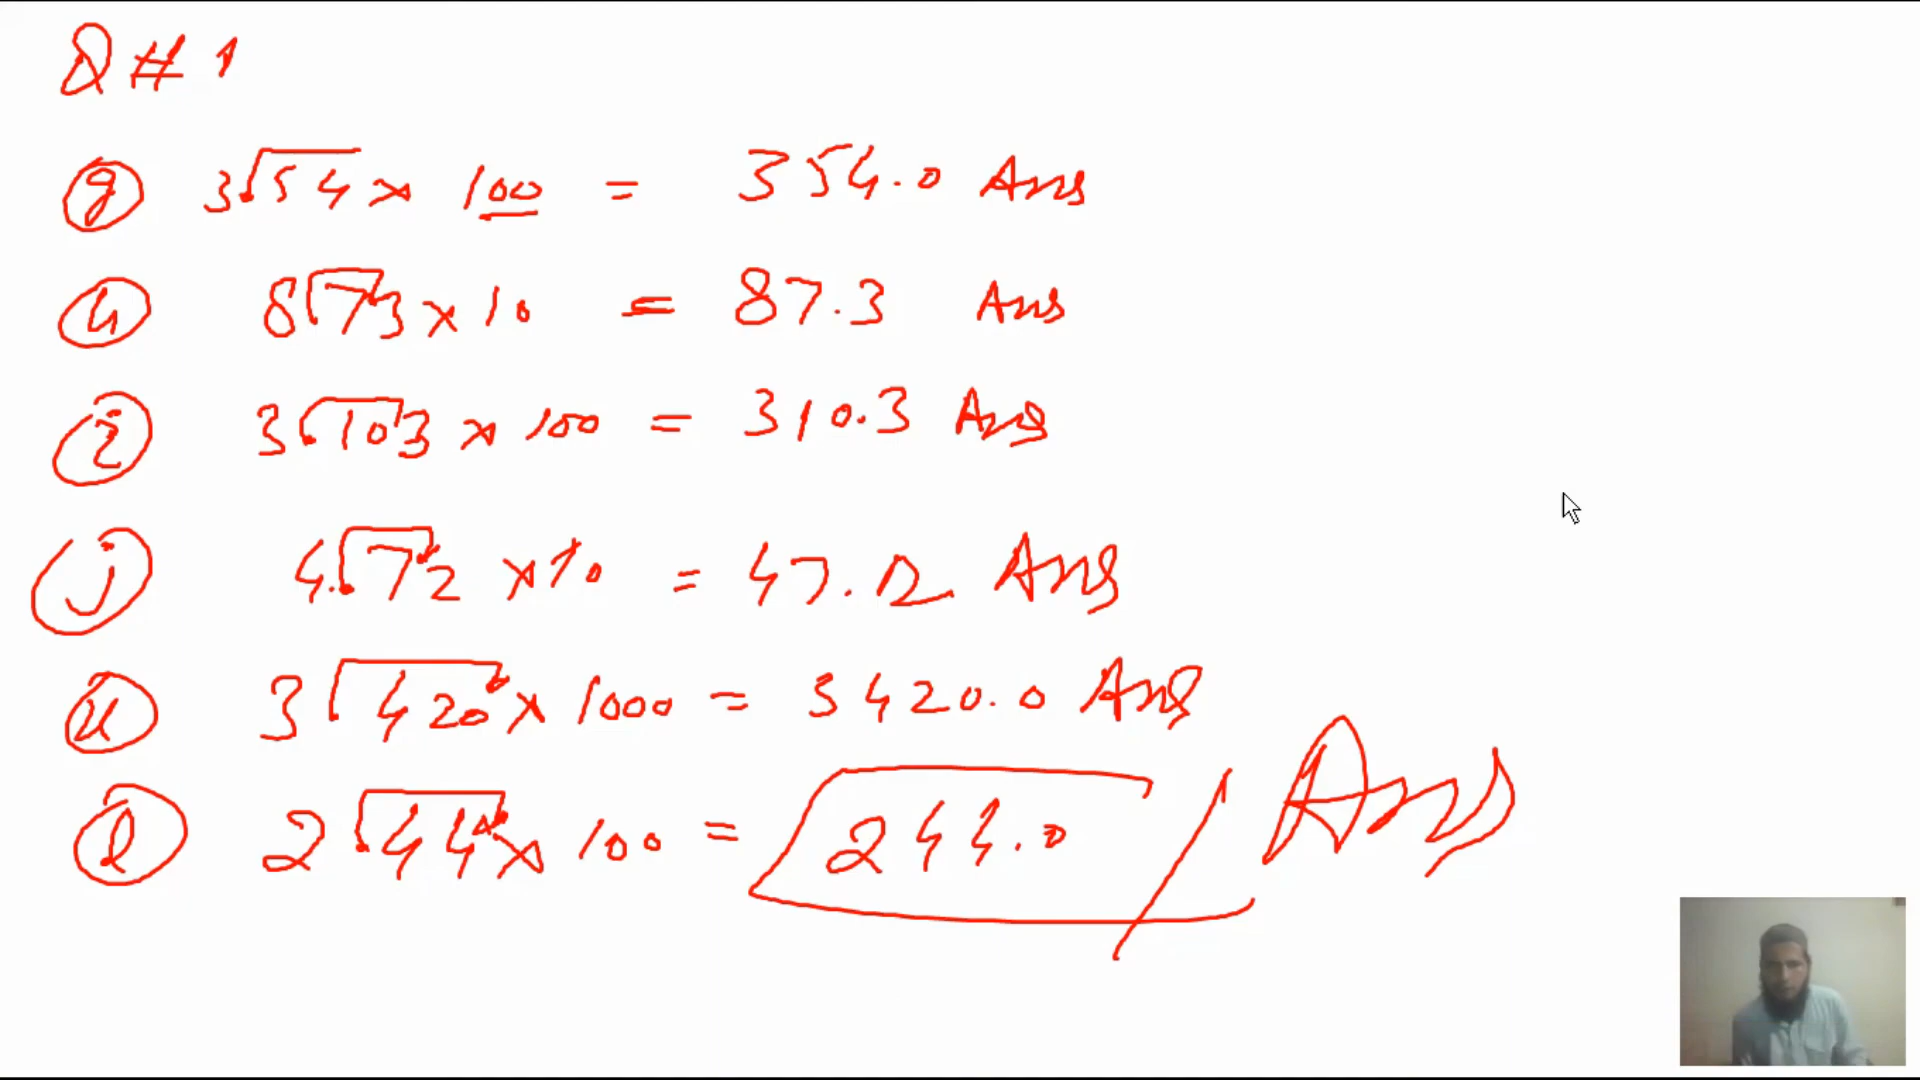 Q # 1
g 3.54 x 100 = 354.0 Ans
h 8.73 x 10 = 87.3 Ans
i 3.103 x 100 = 310.3 Ans
j 4.72 x 10 = 47.2 Ans
k 3.420 x 1000 = 3420.0 Ans
l 2.44 x 100 = 244.0 Ans